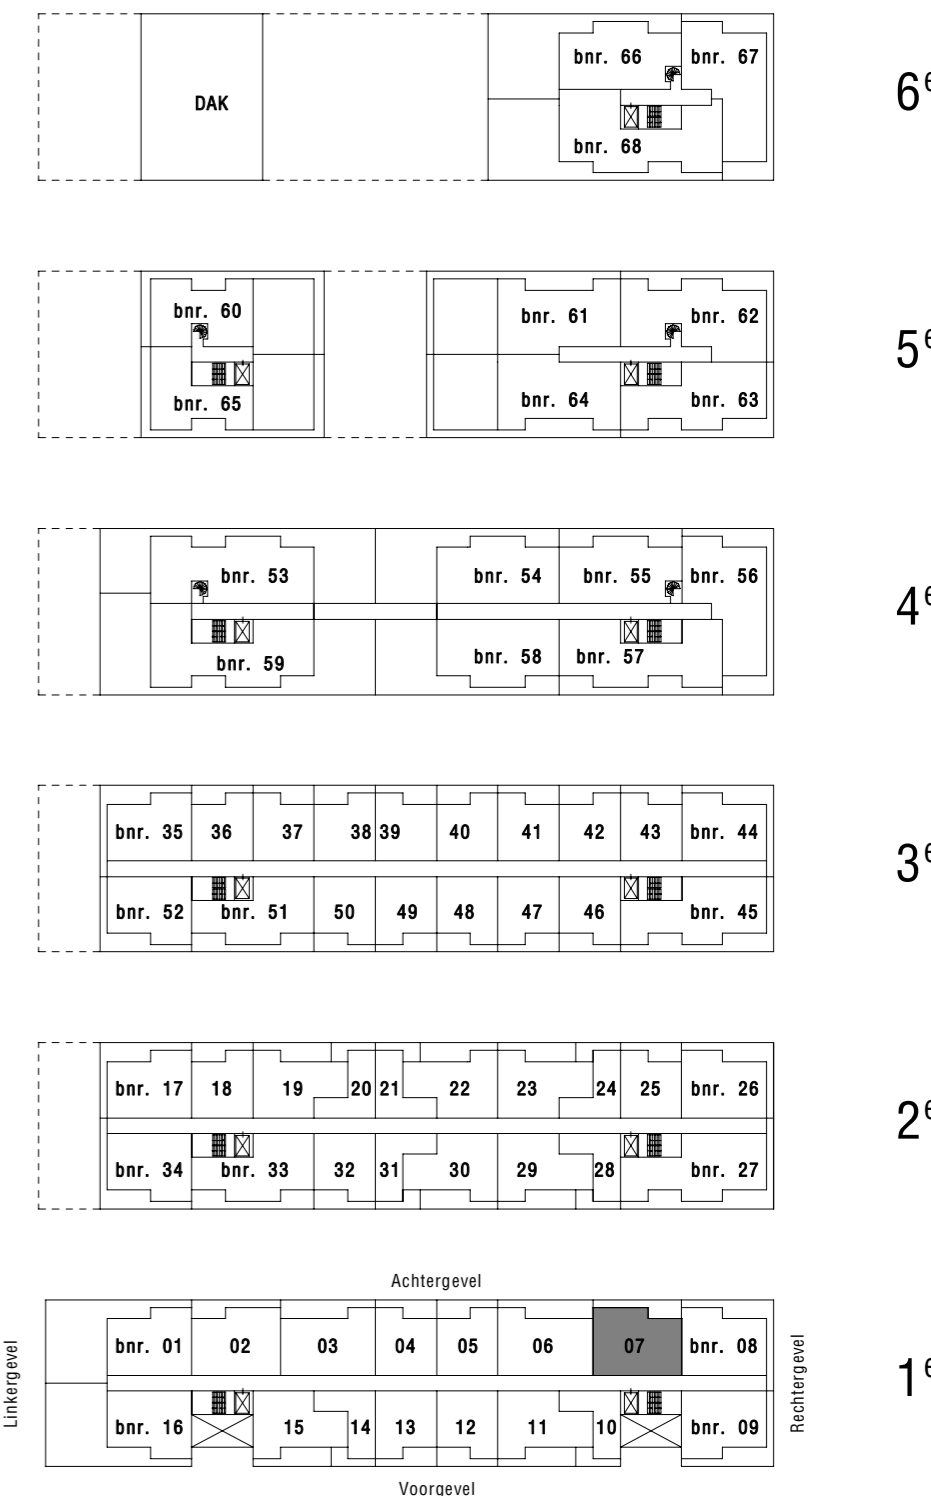 bnr. 66 bnr. 67
6e
DAK
bnr. 68
bnr. 60 bnr. 61 bnr. 62
5e
bnr. 65 bnr. 64 bnr. 63
bnr. 53 bnr. 54 bnr. 55 bnr. 56
4e
bnr. 59 bnr. 58 bnr. 57
bnr. 35 36 37 38 39 40 41 42 43 bnr. 44
3e
bnr. 52 bnr. 51 50 49 48 47 46 bnr. 45
bnr. 17 18 19 20 21 22 23 24 25 bnr. 26
2e
bnr. 34 bnr. 33 32 31 30 29 28 bnr. 27
Achtergevel
Linkergevel
bnr. 01 02 03 04 05 06 07 bnr. 08
Rechtergevel
1e
bnr. 16 15 14 13 12 11 10 bnr. 09
Voorgevel